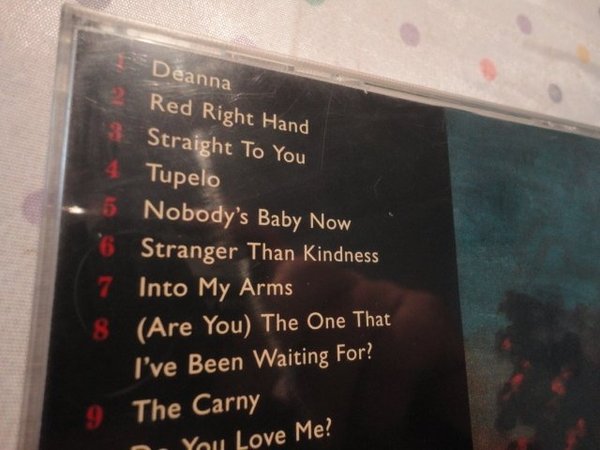 1 Deanna
2 Red Right Hand
3 Straight To You
4 Tupelo
5 Nobody's Baby Now
6 Stranger Than Kindness
7 Into My Arms
8 (Are You) The One That
I've Been Waiting For?
9 The Carny
Do You Love Me?